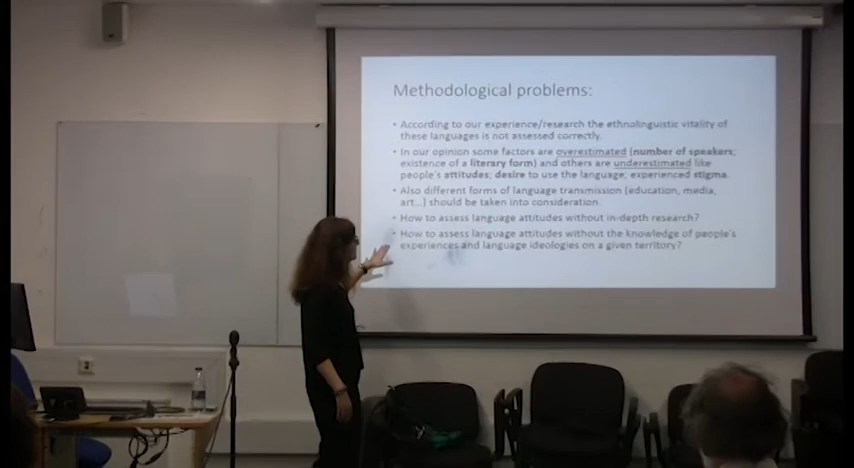 Methodological problems:
• According to our experience/research the ethnolinguistic vitality of
these languages is not assessed correctly.
• In our opinion some factors are overestimated (number of speakers;
existence of a literary form) and others are underestimated like
people's attitudes; desire to use the language; experienced stigma.
• Also different forms of language transmission (education, media,
art...) should be taken into consideration
• How to assess language attitudes without in-depth research?
• How to assess language attitudes without the knowledge of people's
experiences and language ideologies on a given territory?